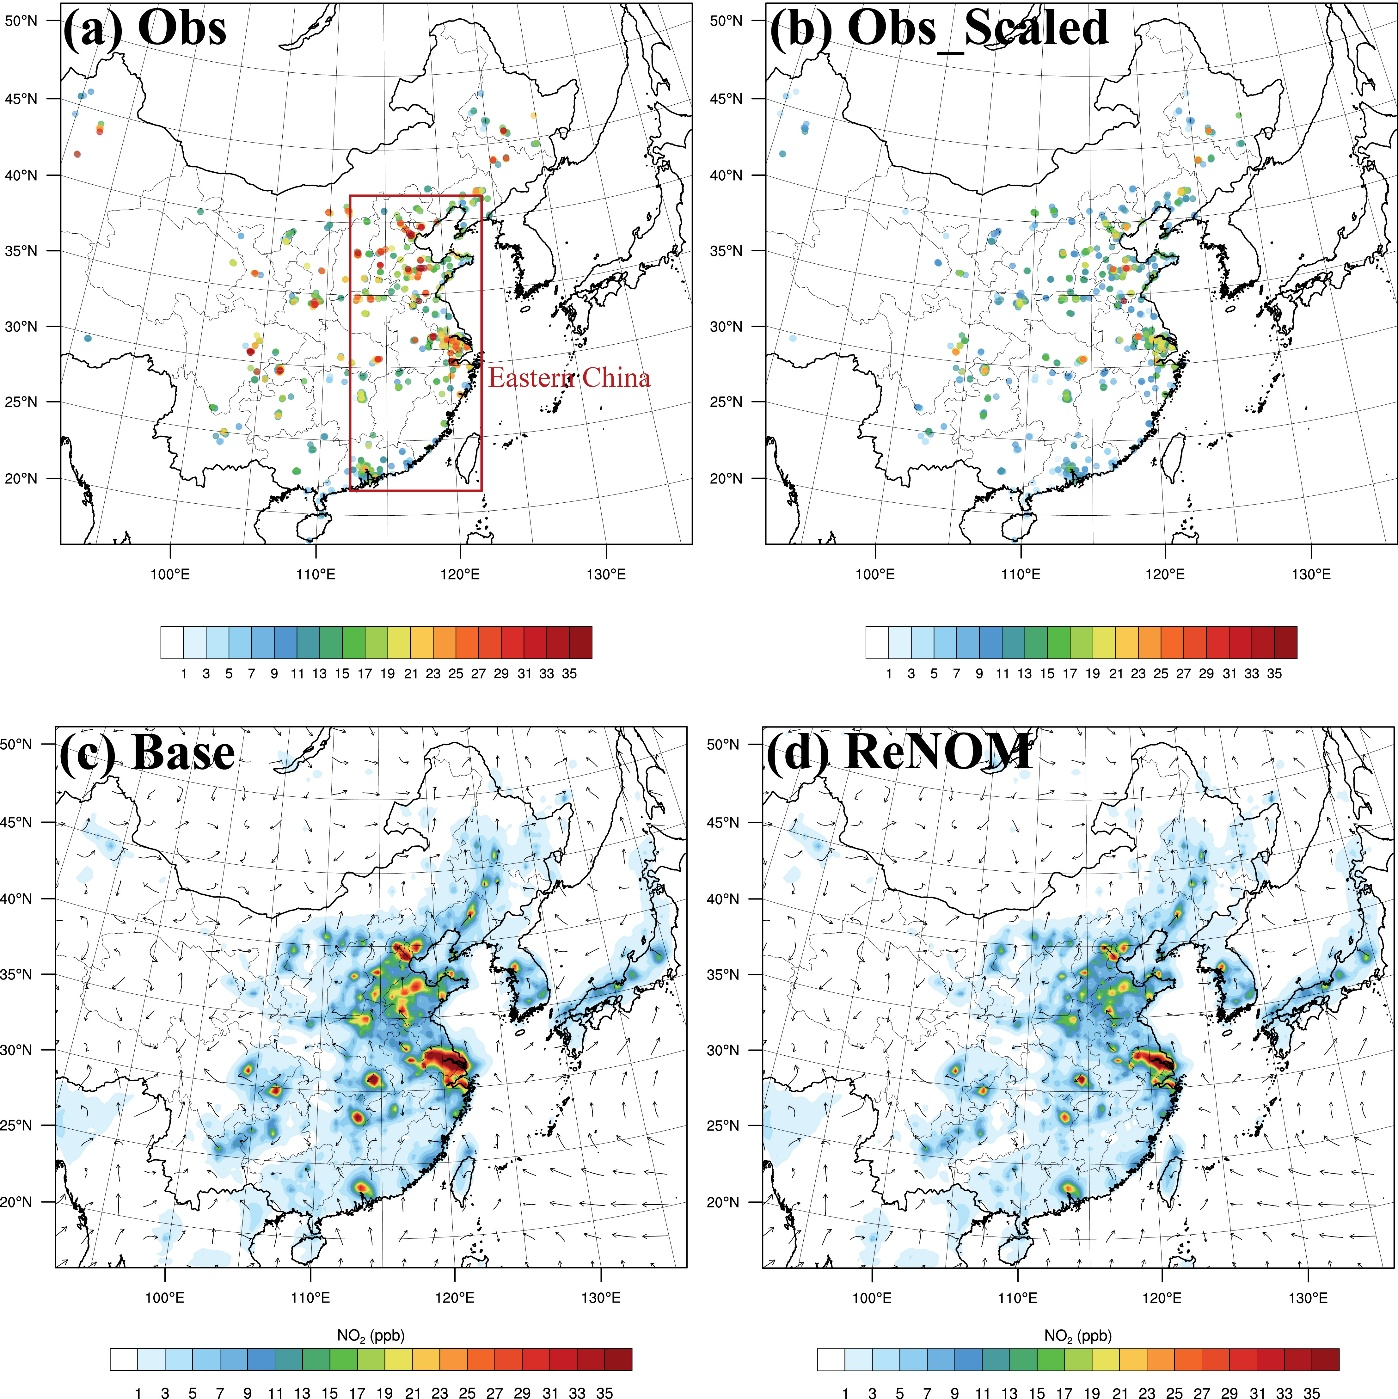 (a) Obs
(b) Obs_Scaled
50°N
45°N
40°N
35°N
30°N
25°N
20°N
Eastern China
50°N
45°N
40°N
35°N
30°N
25°N
20°N
100°E 110°E 120°E 130°E
100°E 110°E 120°E 130°E
1 3 5 7 9 11 13 15 17 19 21 23 25 27 29 31 33 35
1 3 5 7 9 11 13 15 17 19 21 23 25 27 29 31 33 35
(c) Base
(d) ReNOM
50°N
45°N
40°N
35°N
30°N
25°N
20°N
50°N
45°N
40°N
35°N
30°N
25°N
20°N
100°E 110°E 120°E 130°E
100°E 110°E 120°E 130°E
NO₂ (ppb)
NO₂ (ppb)
1 3 5 7 9 11 13 15 17 19 21 23 25 27 29 31 33 35
1 3 5 7 9 11 13 15 17 19 21 23 25 27 29 31 33 35